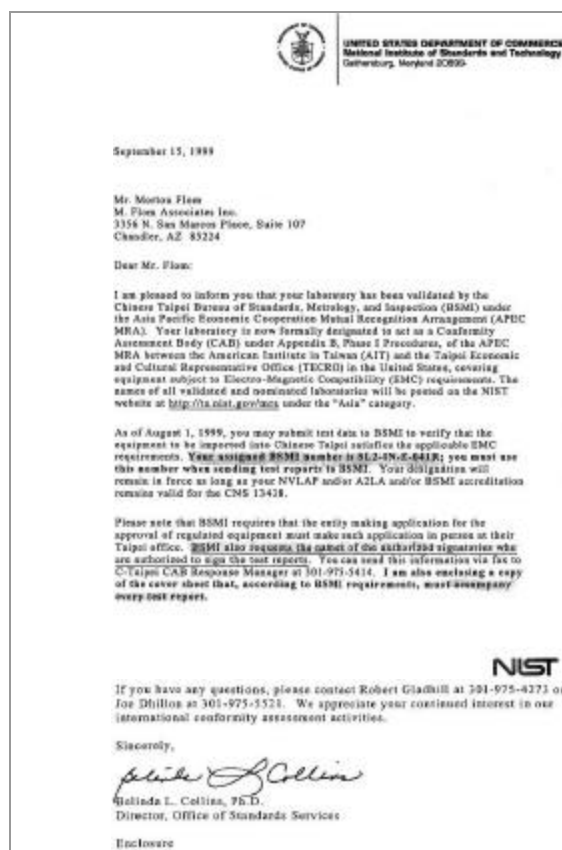 UNITED STATES DEPARTMENT OF COMMERCE
National Institute of Standards and Technology
Gaithersburg, Maryland 20899-
September 15, 1999
Mr. Morton Flom
M. Flom Associates Inc.
3356 N. San Marcos Place, Suite 107
Chandler, AZ 85224
Dear Mr. Flom:
I am pleased to inform you that your laboratory has been validated by the
Chinese Taipei Bureau of Standards, Metrology, and Inspection (BSMI) under
the Asia Pacific Economic Cooperation Mutual Recognition Arrangement (APEC
MRA). Your laboratory is now formally designated to act as a Conformity
Assessment Body (CAB) under Appendix B, Phase I Procedures, of the APEC
MRA between the American Institute in Taiwan (AIT) and the Taipei Economic
and Cultural Representative Office (TECRO) in the United States, covering
equipment subject to Electro-Magnetic Compatibility (EMC) requirements. The
names of all validated and nominated laboratories will be posted on the NIST
website at http://ts.nist.gov/mra under the "Asia" category.
As of August 1, 1999, you may submit test data to BSMI to verify that the
equipment to be imported into Chinese Taipei satisfies the applicable EMC
requirements. Your assigned BSMI number is SL2-IN-E-041R; you must use
this number when sending test reports to BSMI. Your designation will
remain in force as long as your NVLAP and/or A2LA and/or BSMI accreditation
remains valid for the CNS 13438.
Please note that BSMI requires that the entity making application for the
approval of regulated equipment must make such application in person at their
Taipei office. BSMI also requests the names of the authorized signatories who
are authorized to sign the test reports. You can send this information via fax to
C-Taipei CAB Response Manager at 301-975-5414. I am also enclosing a copy
of the cover sheet that, according to BSMI requirements, must accompany
every test report.
NIST
If you have any questions, please contact Robert Gladhill at 301-975-4273 or
Joe Dhillon at 301-975-5521. We appreciate your continued interest in our
international conformity assessment activities.
Sincerely,
Belinda L Collins
Belinda L. Collins, Ph.D.
Director, Office of Standards Services
Enclosure